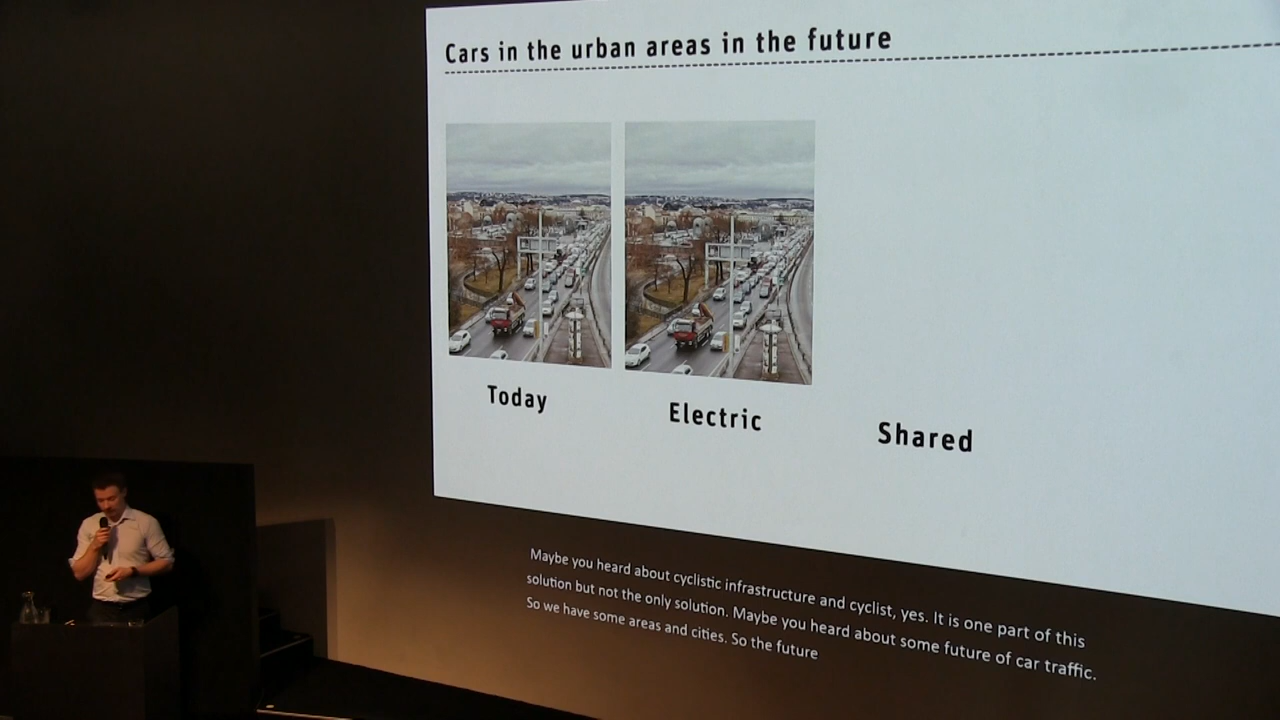 Cars in the urban areas in the future
Today
Electric
Shared
Maybe you heard about cyclistic infrastructure and cyclist, yes. It is one part of this
solution but not the only solution. Maybe you heard about some future of car traffic.
So we have some areas and cities. So the future